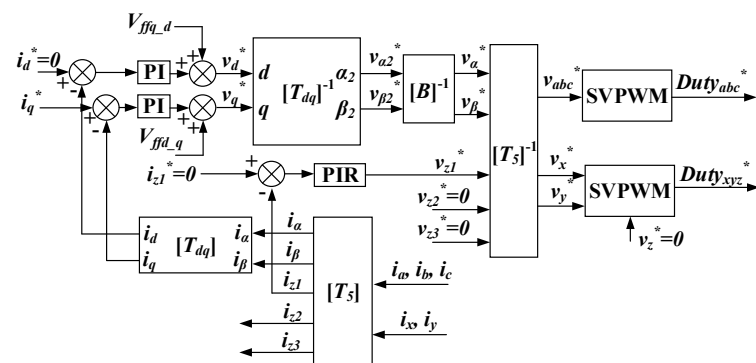 V_ffq_d
i_d*=0
+
-
PI
+
+
v_d*
i_q*
+
-
PI
+
+
v_q*
V_ffd_q
d
q
[T_dq]^-1
α_2
β_2
v_α2*
v_β2*
[B]^-1
v_α*
v_β*
[T_5]^-1
v_abc*
SVPWM
Duty_abc*
i_z1*=0
+
-
PIR
v_z1*
v_z2*=0
v_z3*=0
v_x*
v_y*
SVPWM
Duty_xyz*
v_z*=0
i_d
i_q
[T_dq]
i_α
i_β
i_α
i_β
i_z1
i_z2
i_z3
[T_5]
i_a, i_b, i_c
i_x, i_y